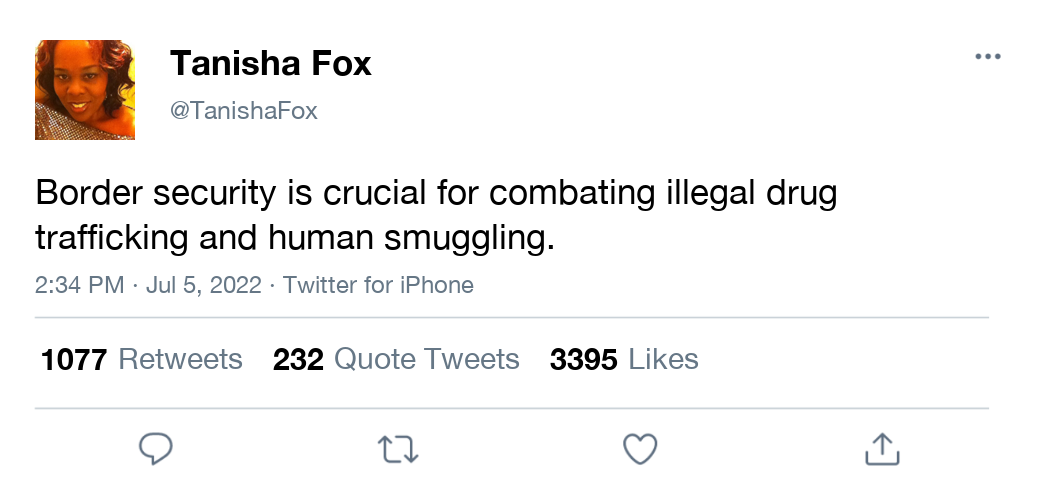 Tanisha Fox
@TanishaFox
Border security is crucial for combating illegal drug
trafficking and human smuggling.
2:34 PM · Jul 5, 2022 · Twitter for iPhone
1077 Retweets 232 Quote Tweets 3395 Likes